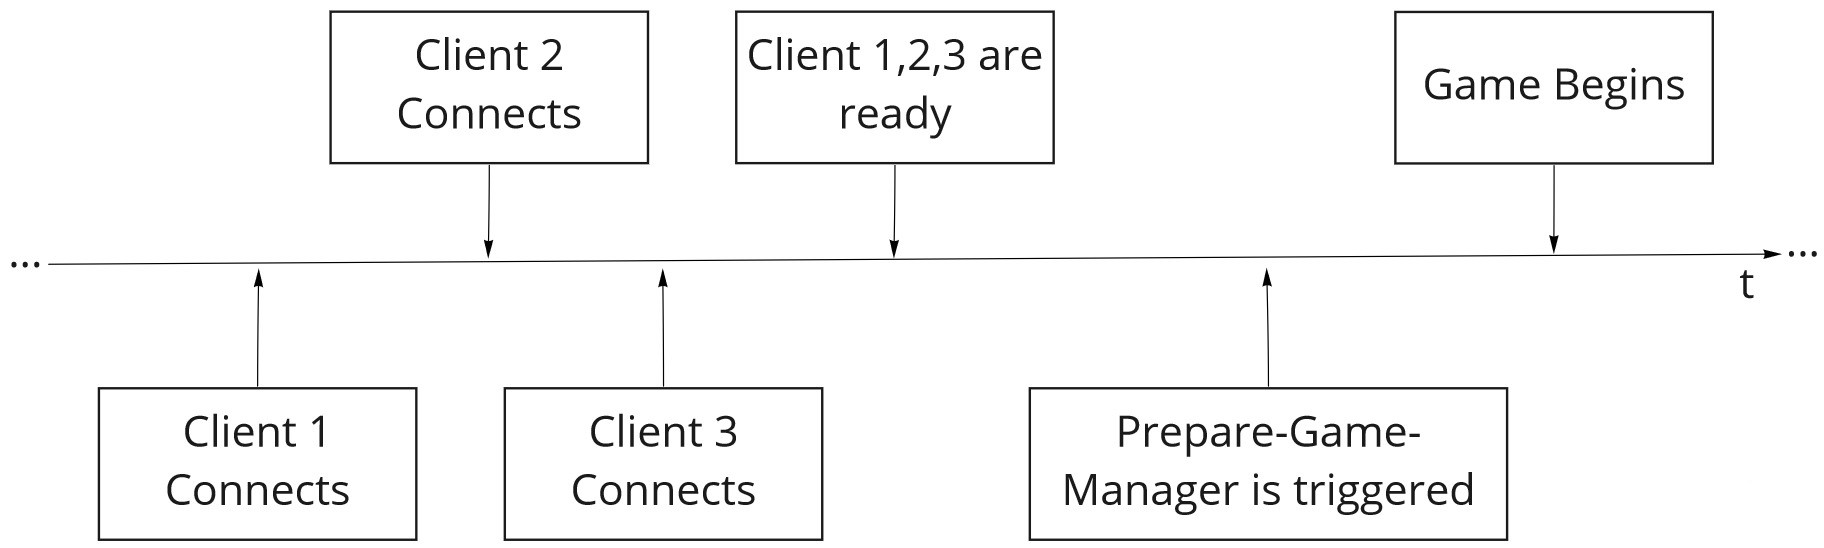 Client 2
Connects
Client 1,2,3 are
ready
Game Begins
...
...
t
Client 1
Connects
Client 3
Connects
Prepare-Game-
Manager is triggered